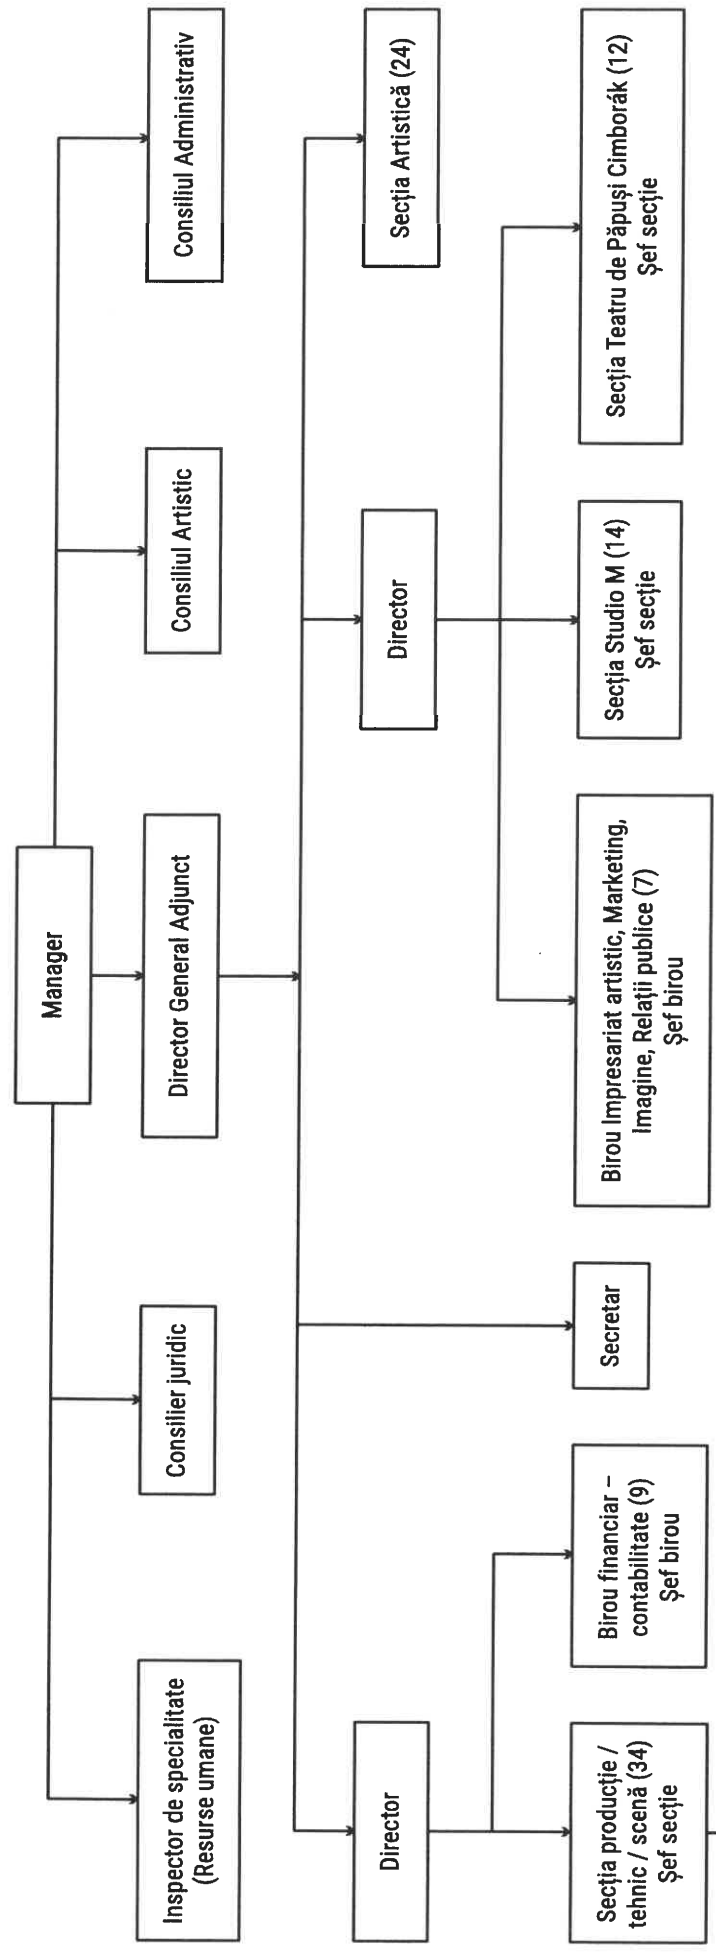 Manager
Inspector de specialitate
(Resurse umane)
Consilier juridic
Director General Adjunct
Consiliul Artistic
Consiliul Administrativ
Director
Director
Secția Artistică (24)
Secția producție /
tehnic / scenă (34)
Șef secție
Birou financiar –
contabilitate (9)
Șef birou
Secretar
Birou Impresariat artistic, Marketing,
Imagine, Relații publice (7)
Șef birou
Secția Studio M (14)
Șef secție
Secția Teatru de Păpuși Cimborák (12)
Șef secție